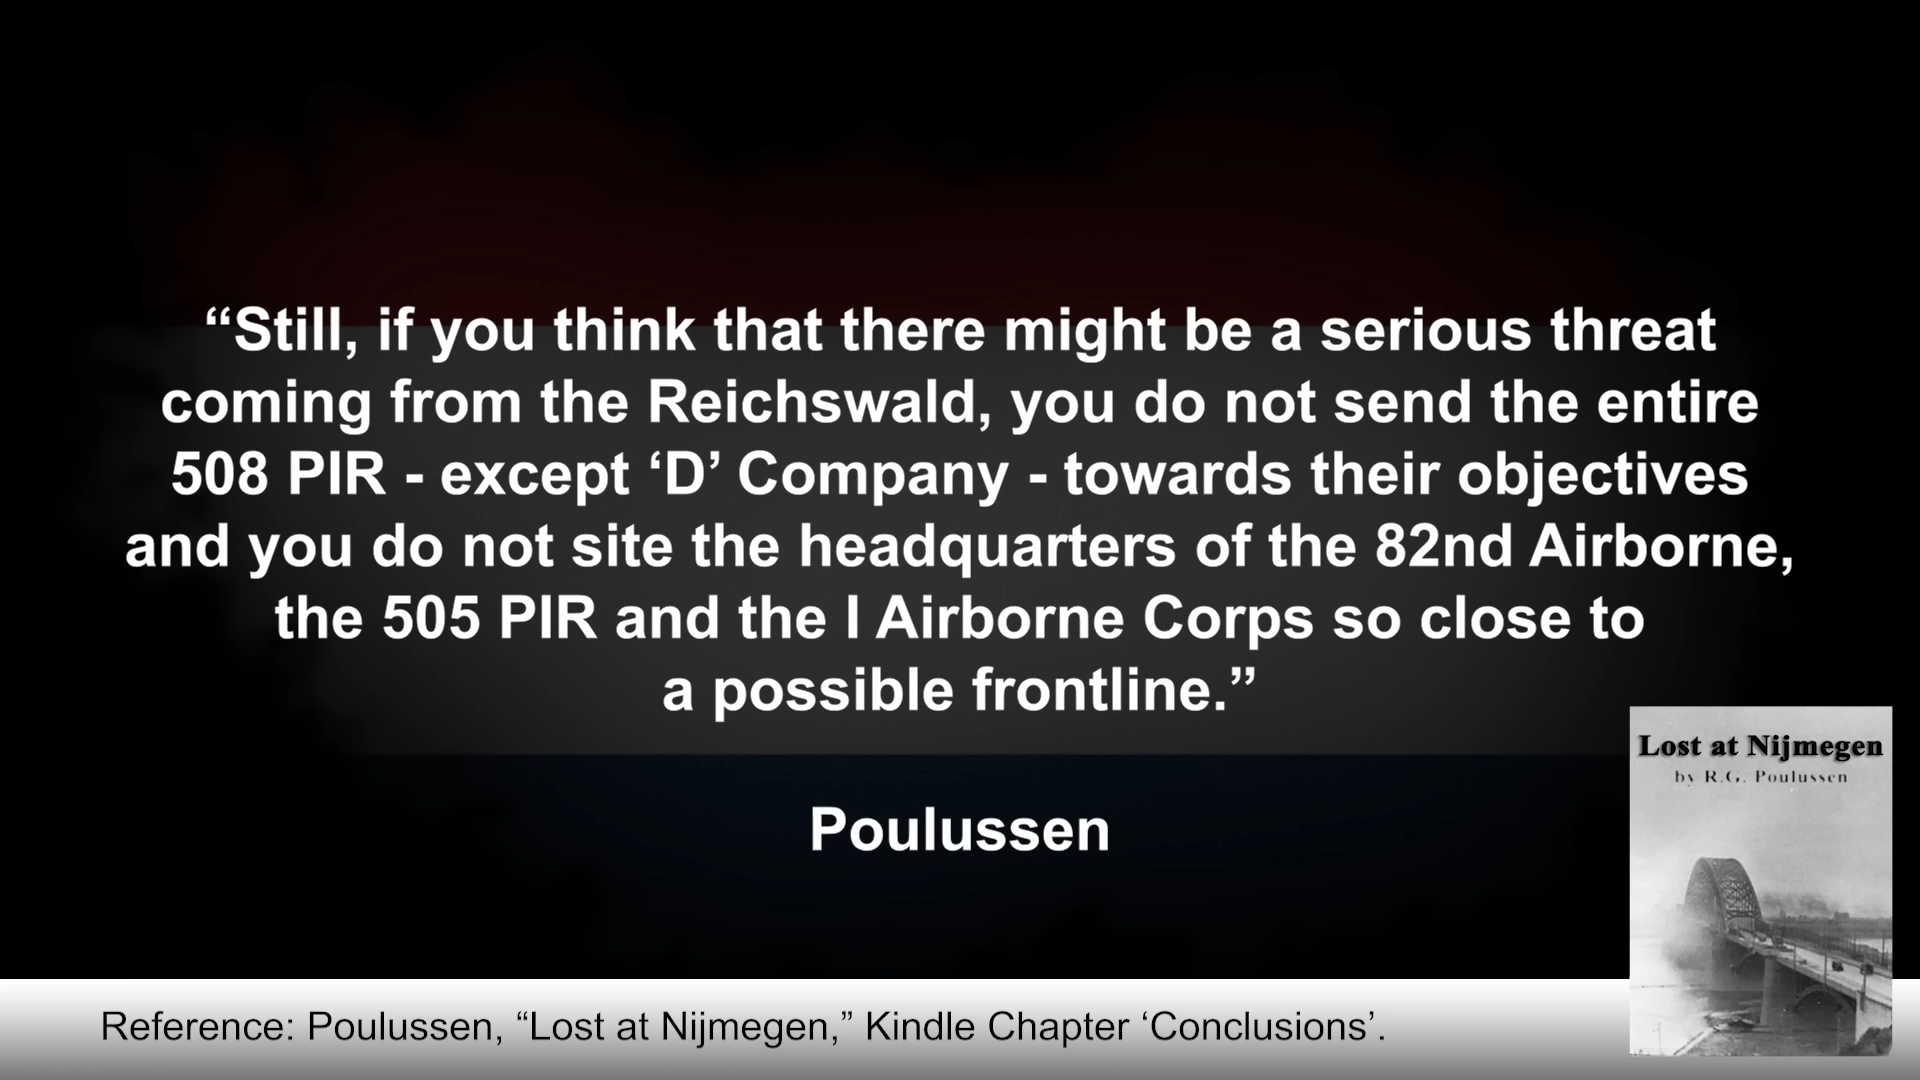 “Still, if you think that there might be a serious threat
coming from the Reichswald, you do not send the entire
508 PIR - except ‘D’ Company - towards their objectives
and you do not site the headquarters of the 82nd Airborne,
the 505 PIR and the I Airborne Corps so close to
a possible frontline.”
Poulussen
Lost at Nijmegen
by R.G. Poulussen
Reference: Poulussen, “Lost at Nijmegen,” Kindle Chapter ‘Conclusions’.